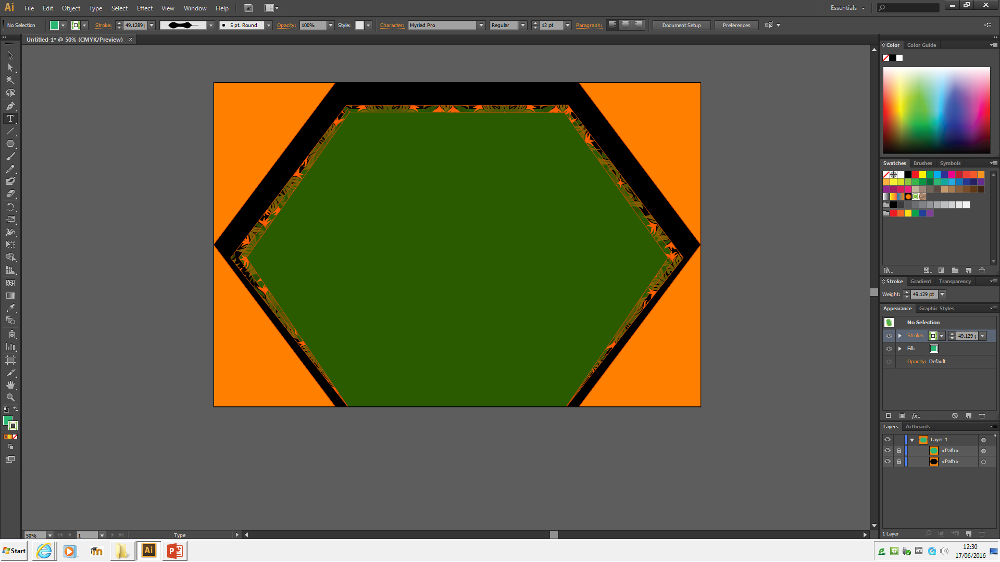 Ai File Edit Object Type Select Effect View Window Help Br Essentials
No Selection Stroke: 49.1289 5 pt. Round Opacity: 100% Style: Character: Myriad Pro Regular 12 pt Paragraph: Document Setup Preferences
Untitled-1* @ 50% (CMYK/Preview)
Color Color Guide
Swatches Brushes Symbols
Stroke Gradient Transparency
Weight: 49.129 pt
Appearance Graphic Styles
No Selection
Stroke: 49.129
Fill:
Opacity: Default
fx
Layers Artboards
Layer 1
<Path>
<Path>
1 Layer
50% 1 Type
Start Ai P
12:30
17/06/2016